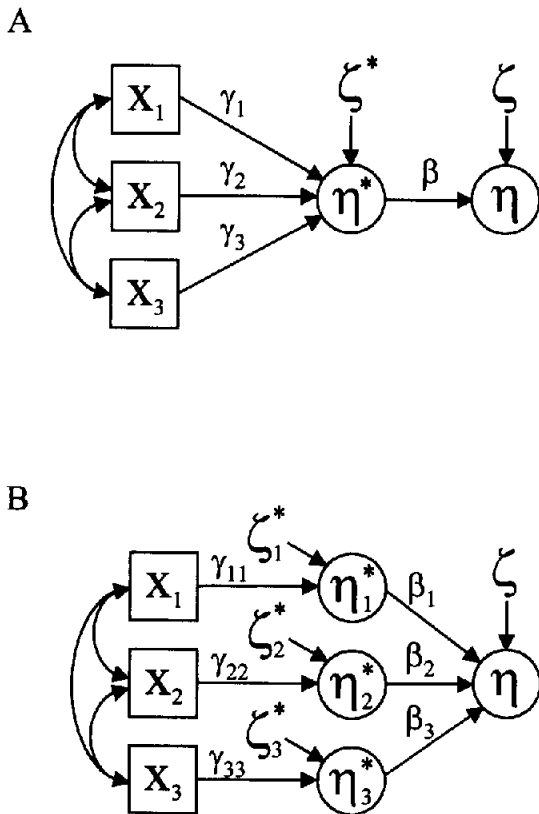 A
ζ* ζ
X₁ γ₁
X₂ γ₂ η* β η
X₃ γ₃
B
ζ₁* ζ
X₁ γ₁₁ η₁* β₁
ζ₂*
X₂ γ₂₂ η₂* β₂ η
ζ₃* β₃
X₃ γ₃₃ η₃*